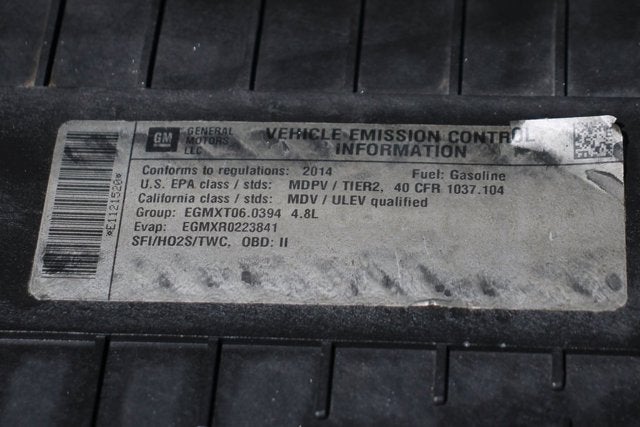 GM
GENERAL MOTORS LLC
VEHICLE EMISSION CONTROL
INFORMATION
Conforms to regulations: 2014 Fuel: Gasoline
U.S. EPA class / stds: MDPV / TIER2, 40 CFR 1037.104
California class / stds: MDV / ULEV qualified
Group: EGMXT06.0394 4.8L
Evap: EGMXR0223841
SFI/HO2S/TWC, OBD: II
*E1121520*